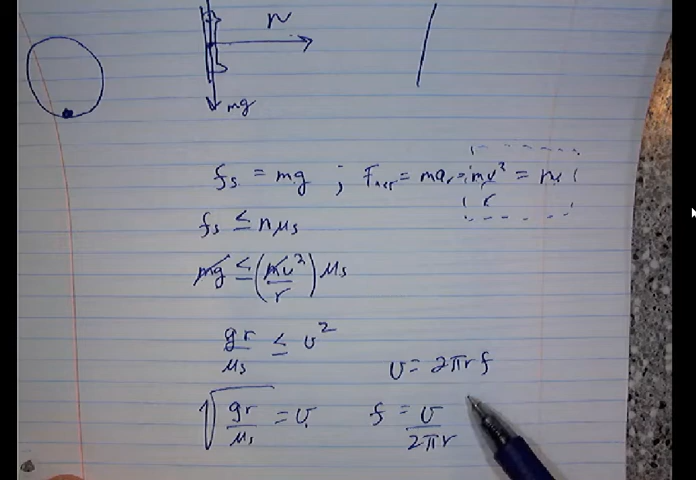 n
mg
fs = mg ; Fnet = mar = mv²/r = n
fs ≤ nμs
mg ≤ (mv²/r) μs
gr/μs ≤ v²
v = 2πrf
√(gr/μs) = v
f = v/2πr